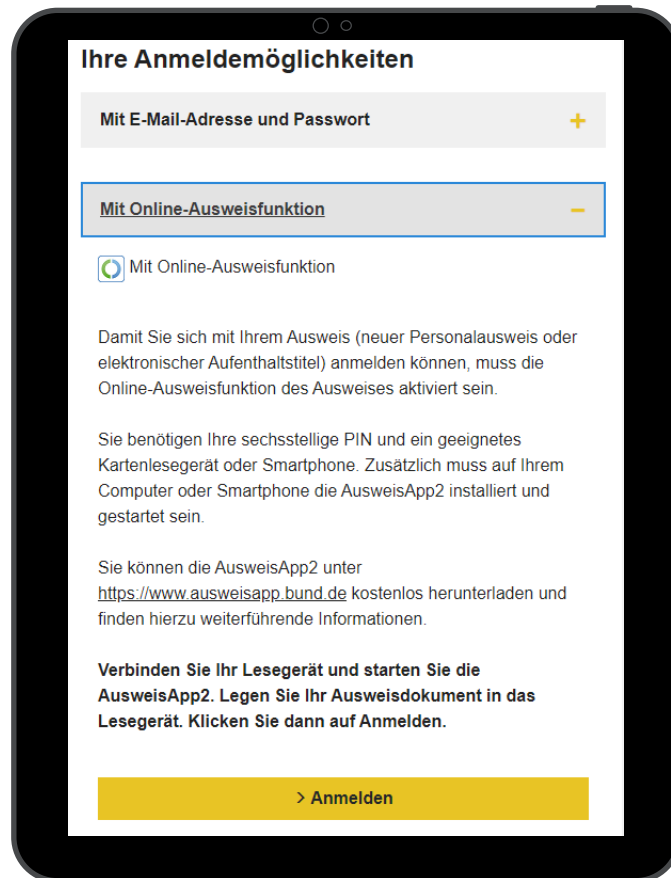 Ihre Anmeldemöglichkeiten
Mit E-Mail-Adresse und Passwort
Mit Online-Ausweisfunktion
Mit Online-Ausweisfunktion
Damit Sie sich mit Ihrem Ausweis (neuer Personalausweis oder
elektronischer Aufenthaltstitel) anmelden können, muss die
Online-Ausweisfunktion des Ausweises aktiviert sein.
Sie benötigen Ihre sechsstellige PIN und ein geeignetes
Kartenlesegerät oder Smartphone. Zusätzlich muss auf Ihrem
Computer oder Smartphone die AusweisApp2 installiert und
gestartet sein.
Sie können die AusweisApp2 unter
https://www.ausweisapp.bund.de kostenlos herunterladen und
finden hierzu weiterführende Informationen.
Verbinden Sie Ihr Lesegerät und starten Sie die
AusweisApp2. Legen Sie Ihr Ausweisdokument in das
Lesegerät. Klicken Sie dann auf Anmelden.
> Anmelden